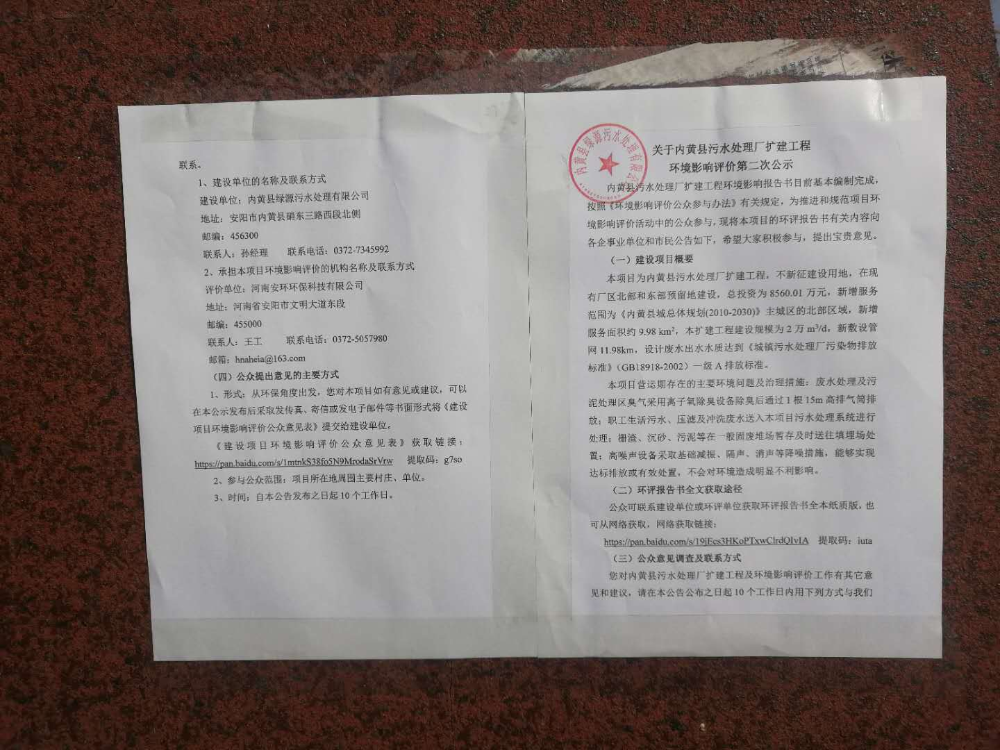 关于内黄县污水处理厂扩建工程
环境影响评价第二次公示
内黄县污水处理厂扩建工程环境影响报告书目前基本编制完成，
按照《环境影响评价公众参与办法》有关规定，为推进和规范项目环
境影响评价活动中的公众参与，现将本项目的环评报告书有关内容向
各企事业单位和市民公告如下，希望大家积极参与，提出宝贵意见。
（一）建设项目概要
本项目为内黄县污水处理厂扩建工程，不新征建设用地，在现
有厂区北部和东部预留地建设，总投资为 8560.01 万元，新增服务
范围为《内黄县城总体规划(2010-2030)》主城区的北部区域，新增
服务面积约 9.98 km²，本扩建工程建设规模为 2 万 m³/d，新敷设管
网 11.98km，设计废水出水水质达到《城镇污水处理厂污染物排放
标准》（GB18918-2002）一级 A 排放标准。
本项目营运期存在的主要环境问题及治理措施：废水处理及污
泥处理区臭气采用离子氧除臭设备除臭后通过 1 根 15m 高排气筒排
放；职工生活污水、压滤及冲洗废水送入本项目污水处理系统进行
处理；栅渣、沉砂、污泥等在一般固废堆场暂存及时送往填埋场处
置；高噪声设备采取基础减振、隔声、消声等降噪措施，能够实现
达标排放或有效处置，不会对环境造成明显不利影响。
（二）环评报告书全文获取途径
公众可联系建设单位或环评单位获取环评报告书全本纸质版，也
可从网络获取，网络获取链接：
https://pan.baidu.com/s/19jEcs3HKoPTxwClrdQIvIA 提取码：iuta
（三）公众意见调查及联系方式
您对内黄县污水处理厂扩建工程及环境影响评价工作有其它意
见和建议，请在本公告公布之日起 10 个工作日内用下列方式与我们
内黄县绿源污水处理有限公司
联系。
1、建设单位的名称及联系方式
建设单位：内黄县绿源污水处理有限公司
地址：安阳市内黄县硝东三路西段北侧
邮编：456300
联系人：孙经理 联系电话：0372-7345992
2、承担本项目环境影响评价的机构名称及联系方式
评价单位：河南安环环保科技有限公司
地址：河南省安阳市文明大道东段
邮编：455000
联系人：王工 联系电话：0372-5057980
邮箱：hnaheia@163.com
（四）公众提出意见的主要方式
1、形式：从环保角度出发，您对本项目如有意见或建议，可以
在本公示发布后采取发传真、寄信或发电子邮件等书面形式将《建设
项目环境影响评价公众意见表》提交给建设单位。
《建设项目环境影响评价公众意见表》获取链接：
https://pan.baidu.com/s/1mtnkS38fo5N9MrodaSrVrw 提取码：g7so
2、参与公众范围：项目所在地周围主要村庄、单位。
3、时间：自本公告发布之日起 10 个工作日。